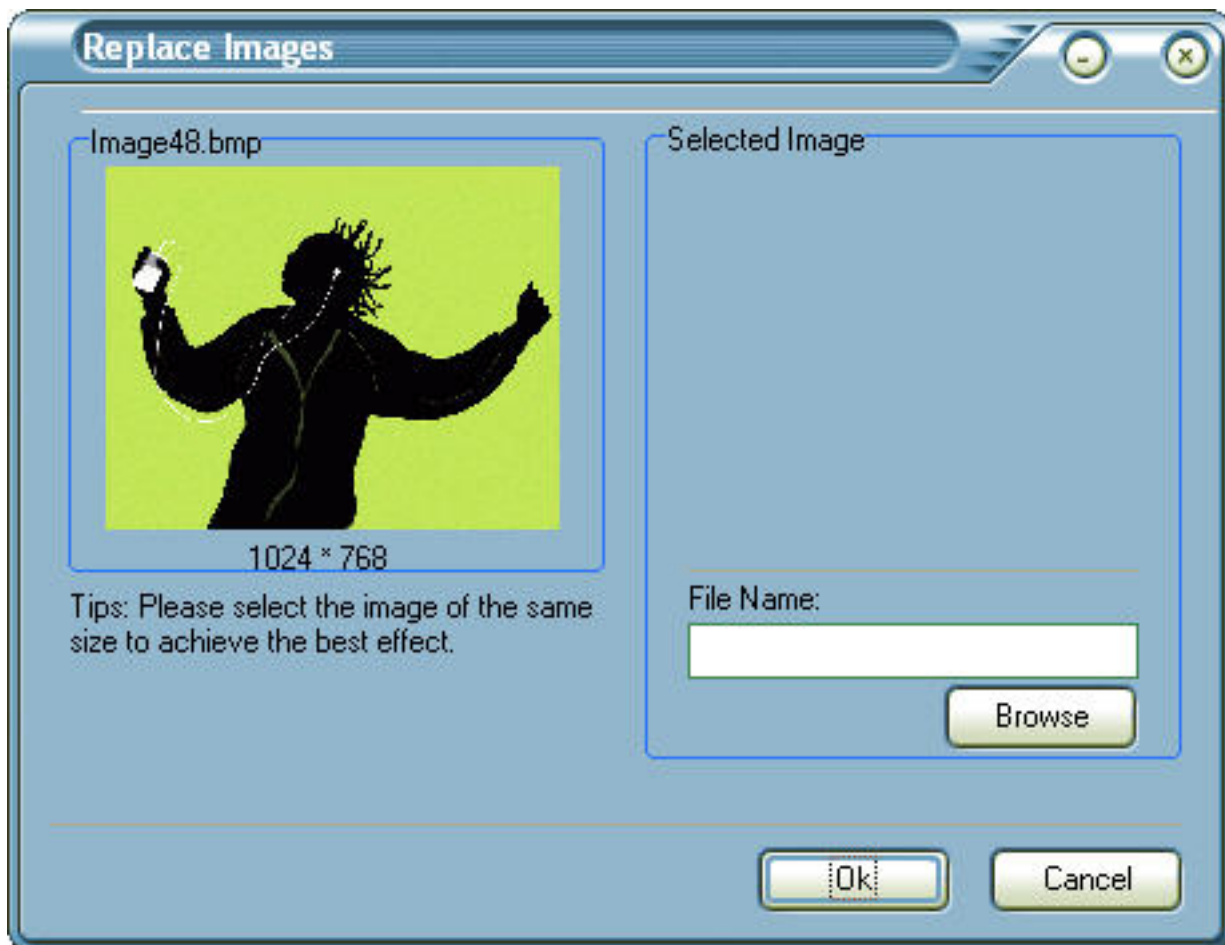 Replace Images
Image48.bmp
1024 * 768
Tips: Please select the image of the same
size to achieve the best effect.
Selected Image
File Name:
Browse
Ok
Cancel